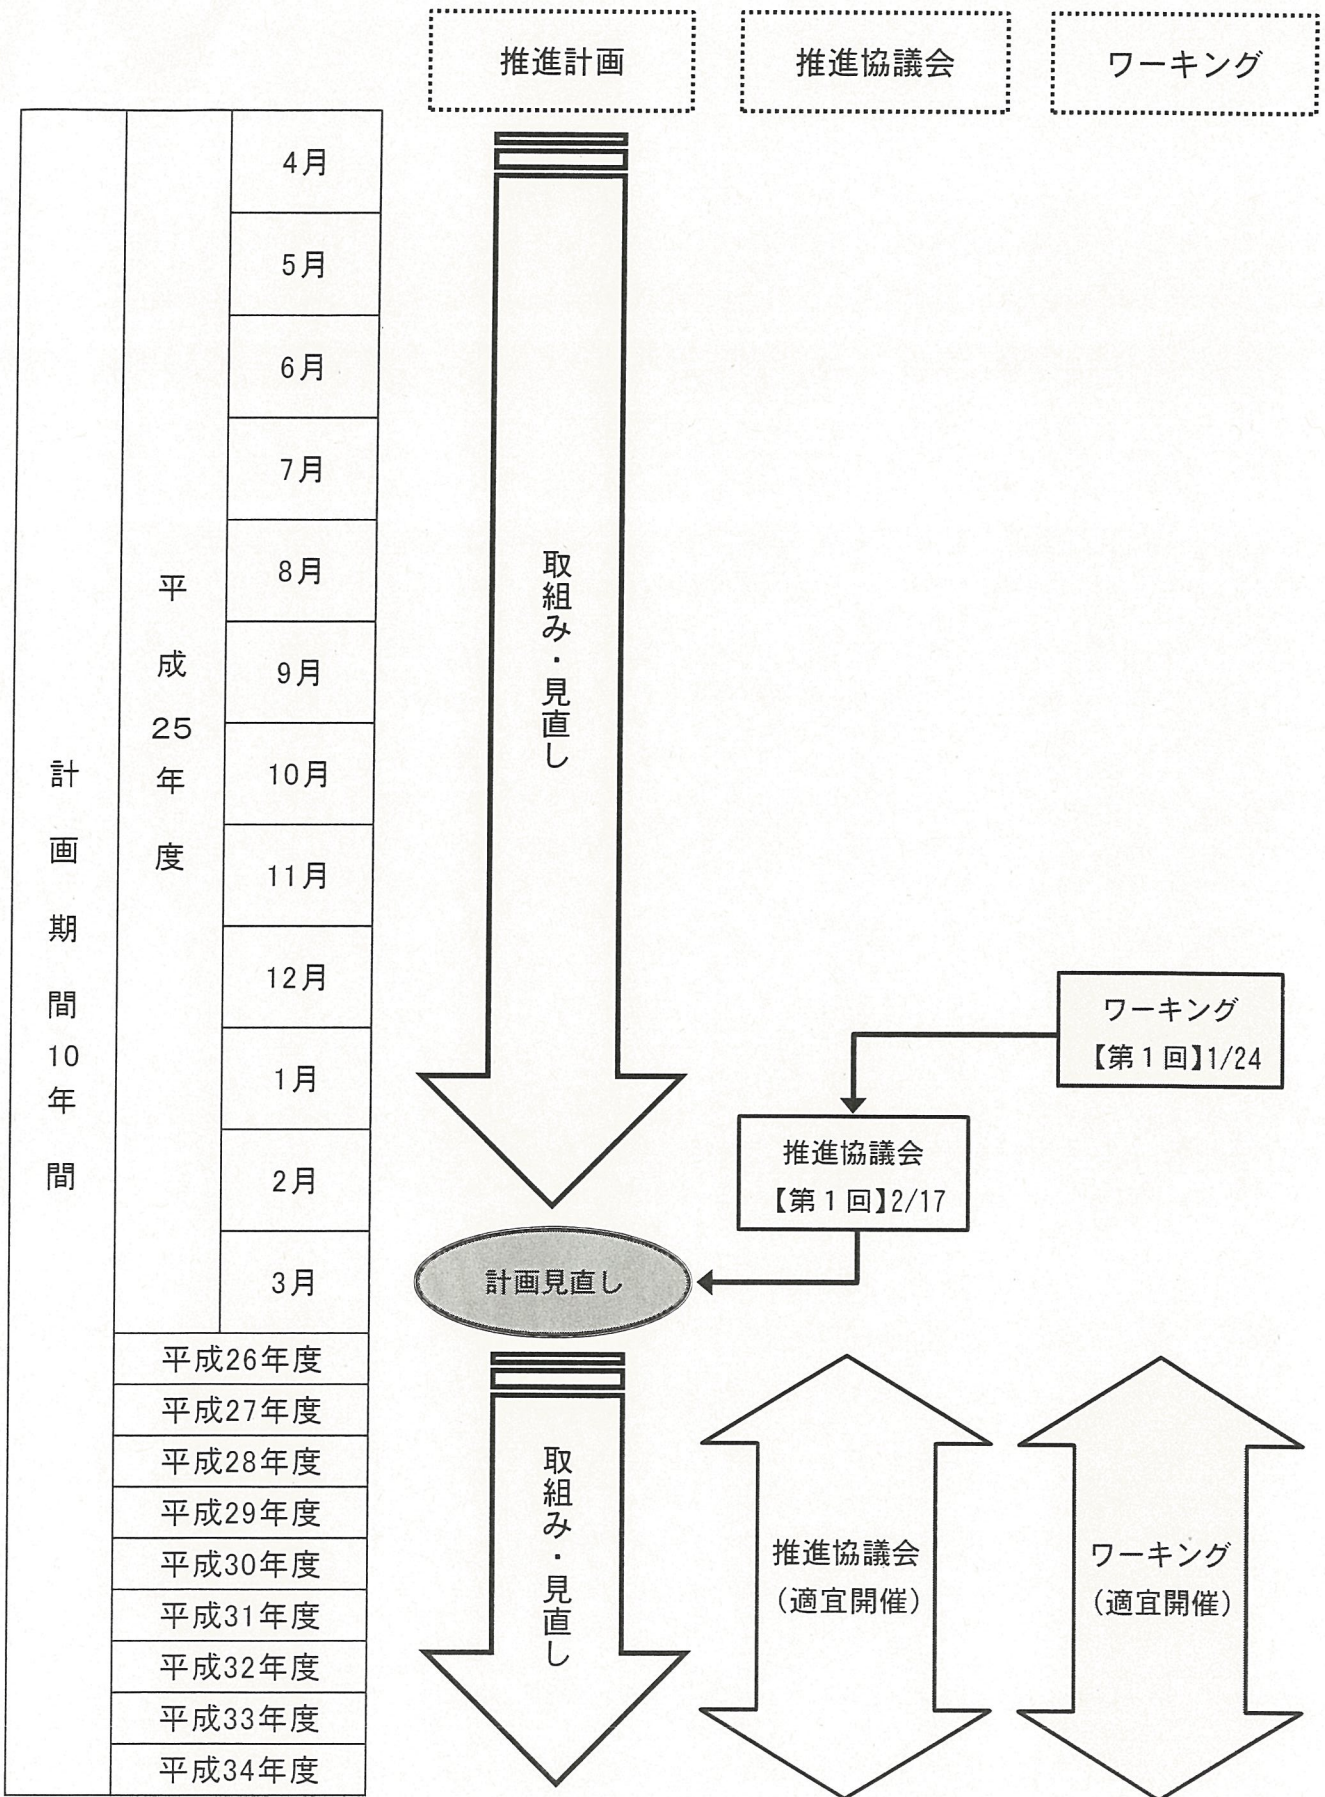 推進計画
推進協議会
ワーキング
計画期間10年間
平成25年度
4月
5月
6月
7月
8月
9月
10月
11月
12月
1月
2月
3月
取組み・見直し
ワーキング
【第1回】1/24
推進協議会
【第1回】2/17
計画見直し
平成26年度
平成27年度
平成28年度
平成29年度
平成30年度
平成31年度
平成32年度
平成33年度
平成34年度
取組み・見直し
推進協議会
(適宜開催)
ワーキング
(適宜開催)